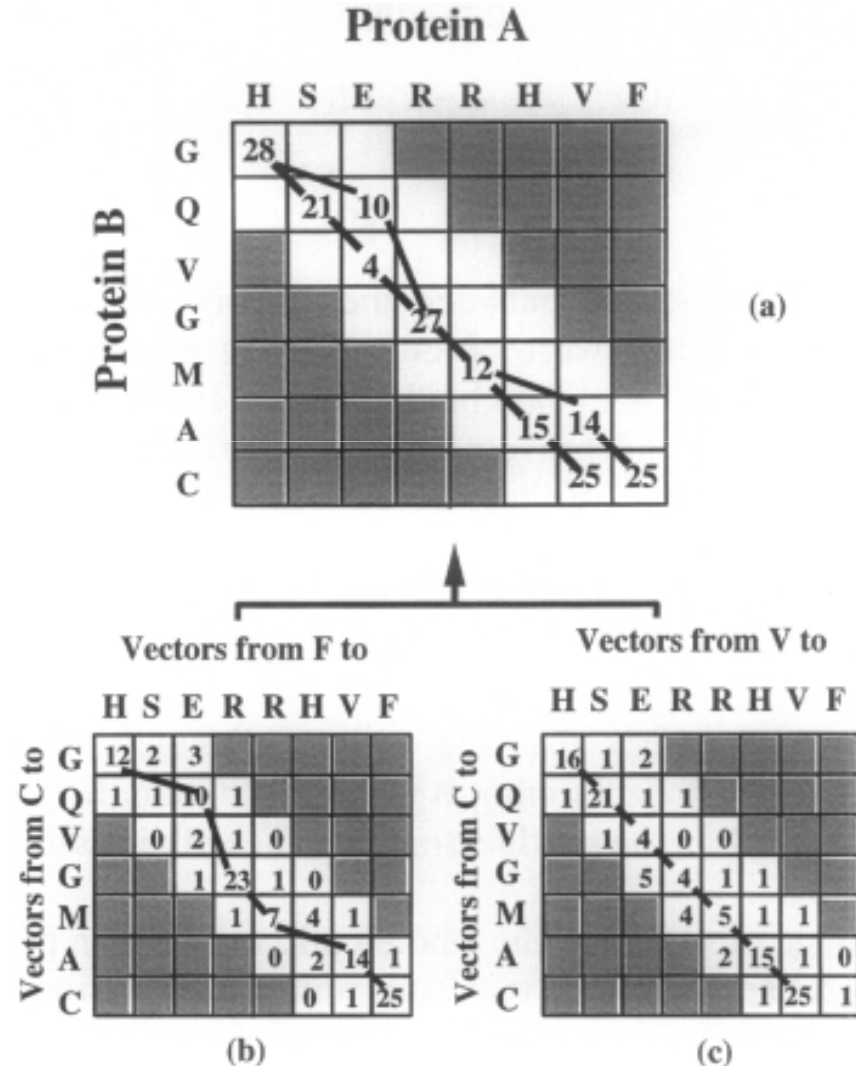 Protein A
H S E R R H V F
Protein B
G 28
Q 21 10
V 4
G 27
M 12
A 15 14
C 25 25
(a)
Vectors from F to
H S E R R H V F
Vectors from C to
G 12 2 3
Q 1 1 10 1
V 0 2 1 0
G 1 23 1 0
M 1 7 4 1
A 0 2 14 1
C 0 1 25
(b)
Vectors from V to
H S E R R H V F
Vectors from C to
G 16 1 2
Q 1 21 1 1
V 1 4 0 0
G 5 4 1 1
M 4 5 1 1
A 2 15 1 0
C 1 25 1
(c)